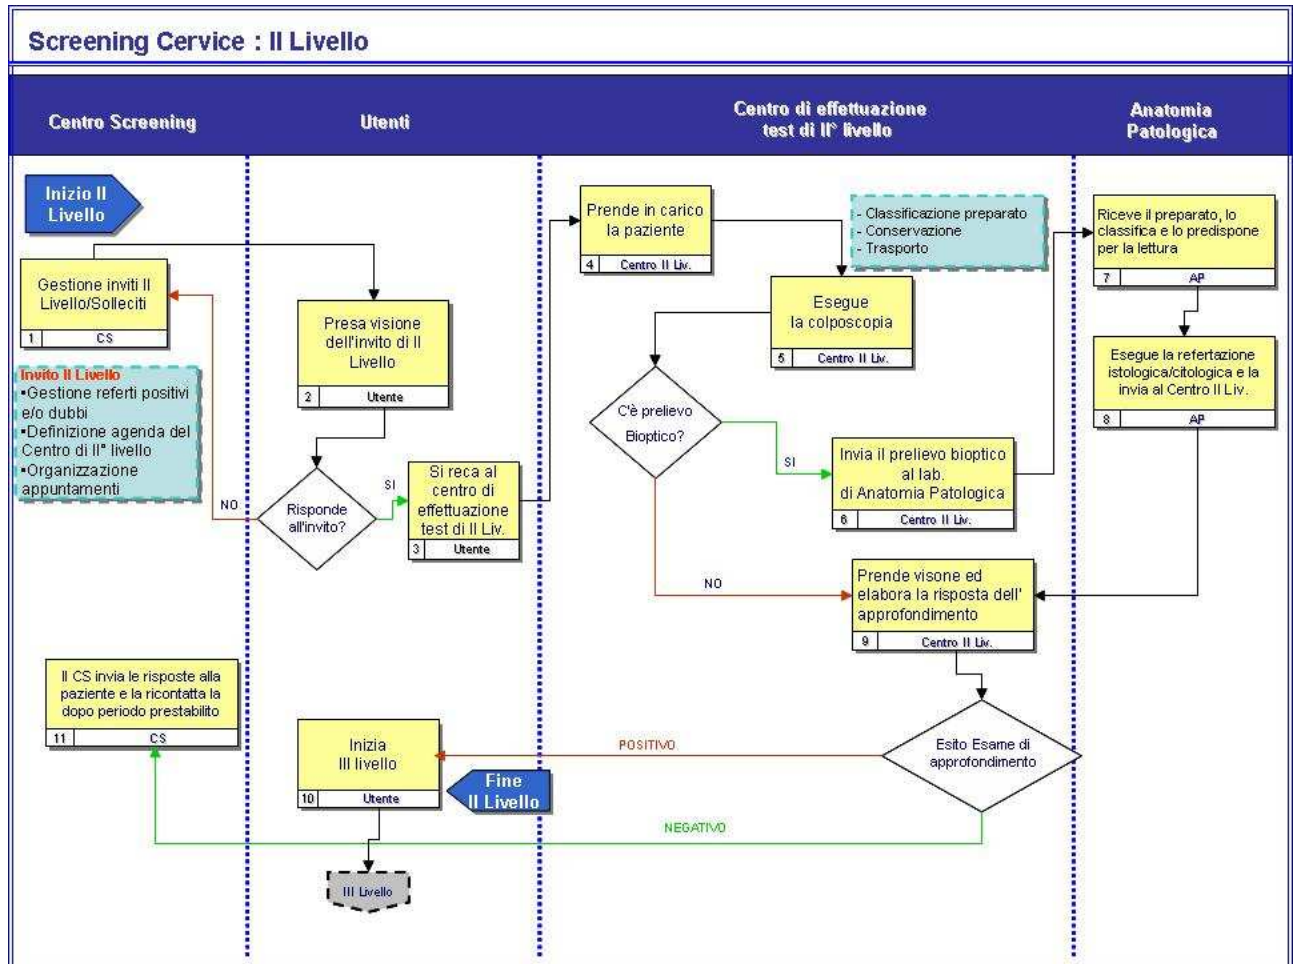 Screening Cervice : II Livello
Centro Screening
Utenti
Centro di effettuazione
test di II° livello
Anatomia
Patologica
Inizio II
Livello
Gestione inviti II
Livello/Solleciti
1 CS
Invito II Livello
•Gestione referti positivi
e/o dubbi
•Definizione agenda del
Centro di II° livello
•Organizzazione
appuntamenti
Presa visione
dell'invito di II
Livello
2 Utente
Risponde
all'invito?
NO
SI
Si reca al
centro di
effettuazione
test di II Liv.
3 Utente
Prende in carico
la paziente
4 Centro II Liv.
- Classificazione preparato
- Conservazione
- Trasporto
Esegue
la colposcopia
5 Centro II Liv.
C'è prelievo
Bioptico?
SI
NO
Invia il prelievo bioptico
al lab.
di Anatomia Patologica
6 Centro II Liv.
Riceve il preparato, lo
classifica e lo predispone
per la lettura
7 AP
Esegue la refertazione
istologica/citologica e la
invia al Centro II Liv.
8 AP
Prende visone ed
elabora la risposta dell'
approfondimento
9 Centro II Liv.
Esito Esame di
approfondimento
POSITIVO
NEGATIVO
Inizia
III livello
10 Utente
Fine
II Livello
III Livello
Il CS invia le risposte alla
paziente e la ricontatta la
dopo periodo prestabilito
11 CS